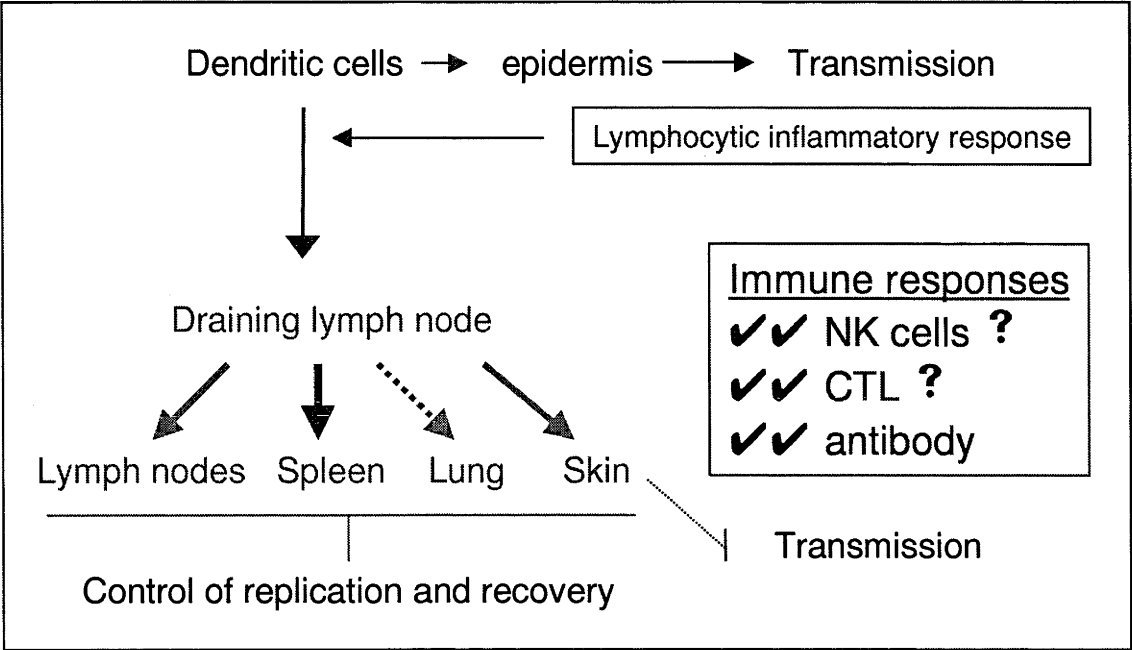 Dendritic cells epidermis Transmission
Lymphocytic inflammatory response
Immune responses
Draining lymph node
✔✔ NK cells ?
✔✔ CTL ?
✔✔ antibody
Lymph nodes Spleen Lung Skin
Transmission
Control of replication and recovery